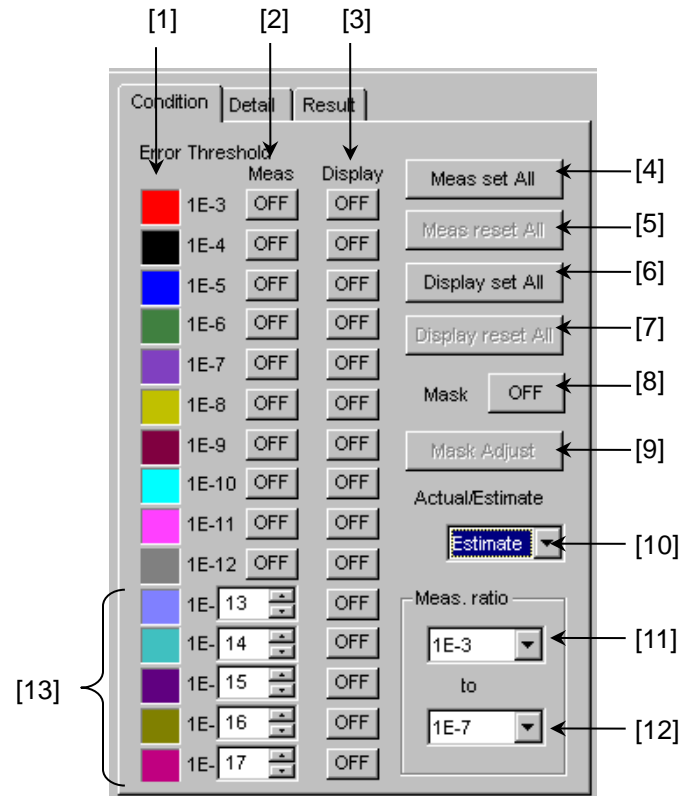 [1] [2] [3]
Condition Detail Result
Error Threshold
Meas Display
Meas set All [4]
1E-3 OFF OFF
Meas reset All [5]
1E-4 OFF OFF
Display set All [6]
1E-5 OFF OFF
1E-6 OFF OFF
Display reset All [7]
1E-7 OFF OFF
Mask OFF [8]
1E-8 OFF OFF
1E-9 OFF OFF
Mask Adjust [9]
1E-10 OFF OFF
Actual/Estimate
1E-11 OFF OFF
Estimate [10]
1E-12 OFF OFF
1E- 13 OFF
Meas. ratio
1E- 14 OFF
1E-3 [11]
[13] 1E- 15 OFF
to
1E- 16 OFF
1E-7 [12]
1E- 17 OFF